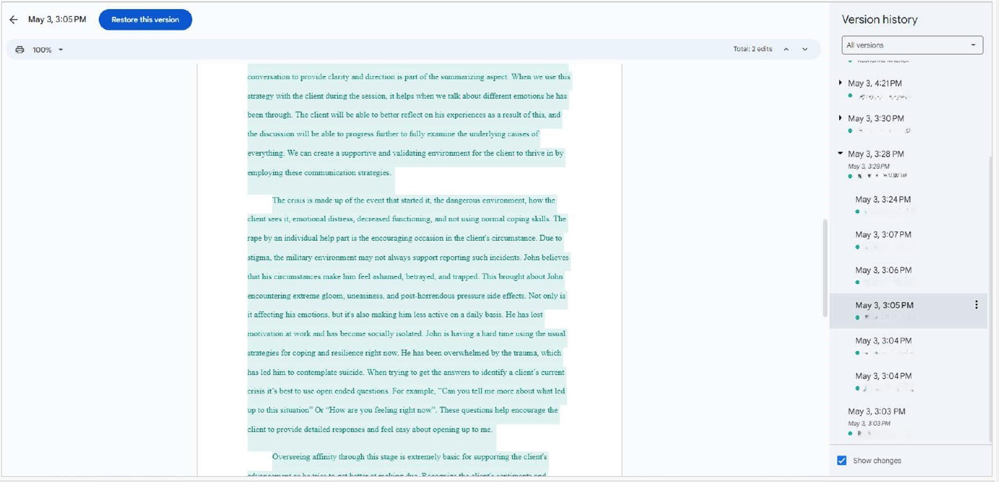 May 3, 3:05 PM
Restore this version
100%
Total: 2 edits
conversation to provide clarity and direction is part of the summarizing aspect. When we use this
strategy with the client during the session, it helps when we talk about different emotions he has
been through. The client will be able to better reflect on his experiences as a result of this, and
the discussion will be able to progress further to fully examine the underlying causes of
everything. We can create a supportive and validating environment for the client to thrive in by
employing these communication strategies.
The crisis is made up of the event that started it, the dangerous environment, how the
client sees it, emotional distress, decreased functioning, and not using normal coping skills. The
rape by an individual help part is the encouraging occasion in the client's circumstance. Due to
stigma, the military environment may not always support reporting such incidents. John believes
that his circumstances make him feel ashamed, betrayed, and trapped. This brought about John
encountering extreme gloom, uneasiness, and post-horrendous pressure side effects. Not only is
it affecting his emotions, but it's also making him less active on a daily basis. He has lost
motivation at work and has become socially isolated. John is having a hard time using the usual
strategies for coping and resilience right now. He has been overwhelmed by the trauma, which
has led him to contemplate suicide. When trying to get the answers to identify a client’s current
crisis it’s best to use open ended questions. For example, “Can you tell me more about what led
up to this situation” Or “How are you feeling right now”. These questions help encourage the
client to provide detailed responses and feel easy about opening up to me.
Overseeing affinity through this stage is extremely basic for supporting the client's
advancement as he tries to get better at making due. Recognize the client's sentiments and
Version history
All versions
May 3, 4:21 PM
May 3, 3:30 PM
May 3, 3:28 PM
May 3, 3:28 PM
May 3, 3:24 PM
May 3, 3:07 PM
May 3, 3:06 PM
May 3, 3:05 PM
May 3, 3:04 PM
May 3, 3:04 PM
May 3, 3:03 PM
May 3, 3:03 PM
Show changes